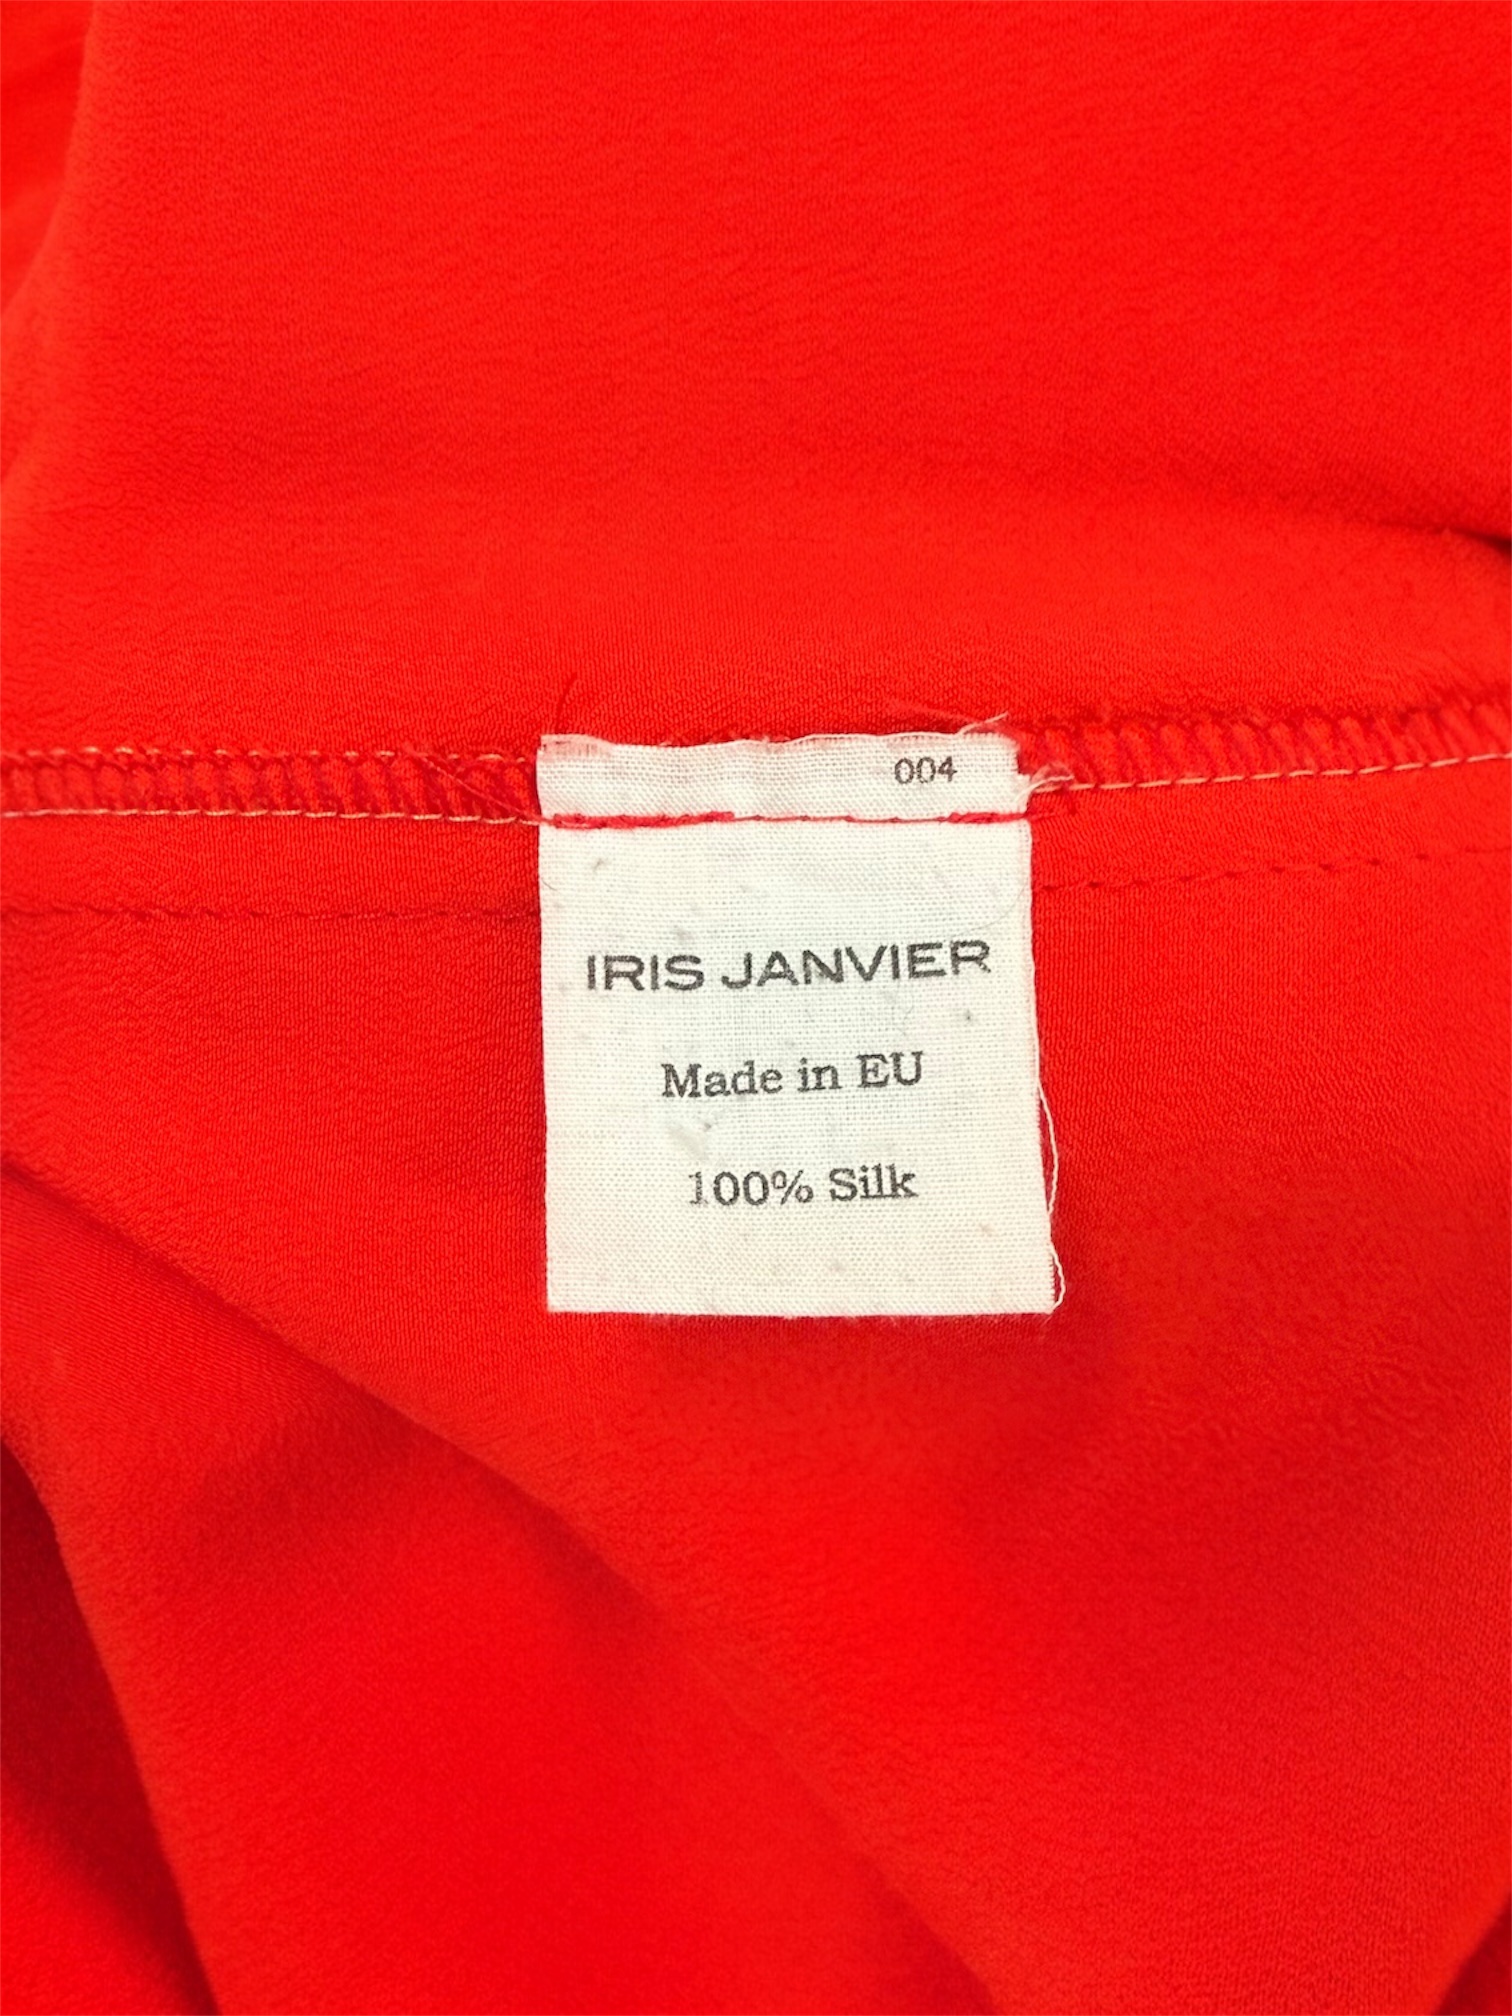 004
IRIS JANVIER
Made in EU
100% Silk